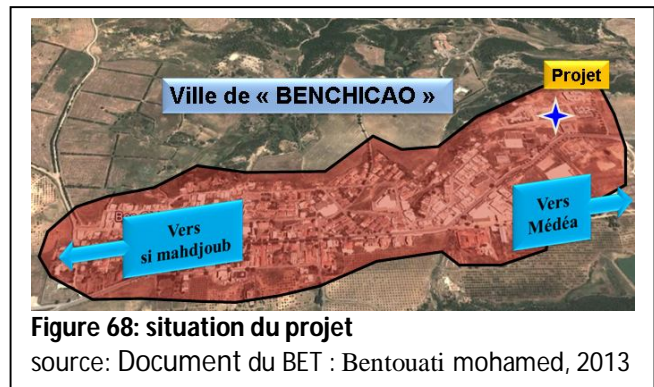 Projet
Ville de « BENCHICAO »
Vers
si mahdjoub
Vers
Médéa
Figure 68: situation du projet
source: Document du BET : Bentouati mohamed, 2013